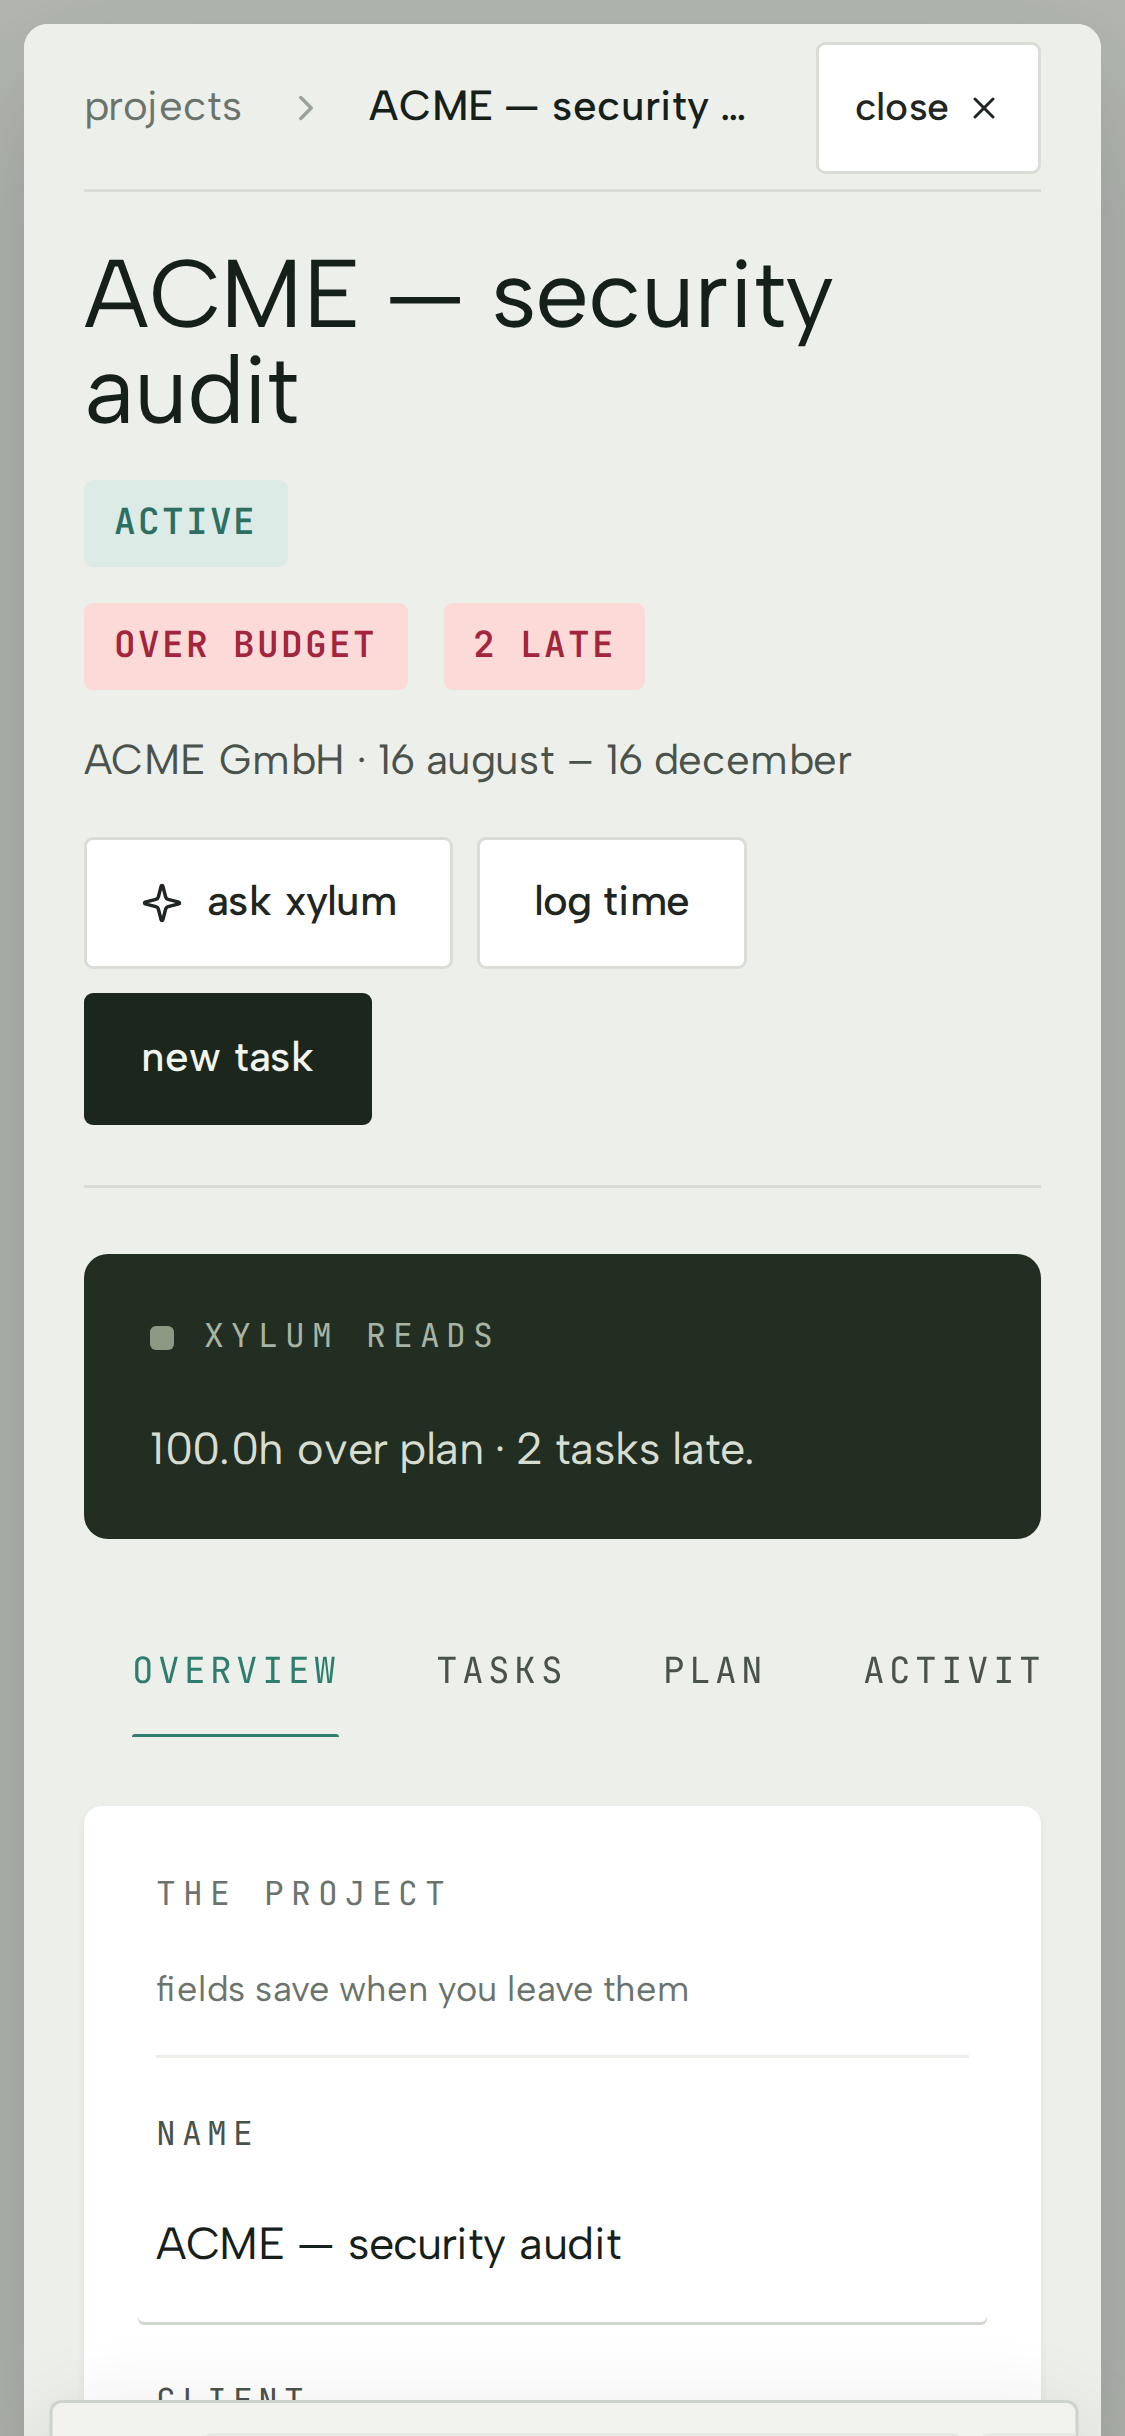 projects > ACME — security … close ×
ACME — security
audit
ACTIVE
OVER BUDGET 2 LATE
ACME GmbH · 16 august – 16 december
ask xylum log time
new task
XYLUM READS
100.0h over plan · 2 tasks late.
OVERVIEW TASKS PLAN ACTIVIT
THE PROJECT
fields save when you leave them
NAME
ACME — security audit
CLIENT